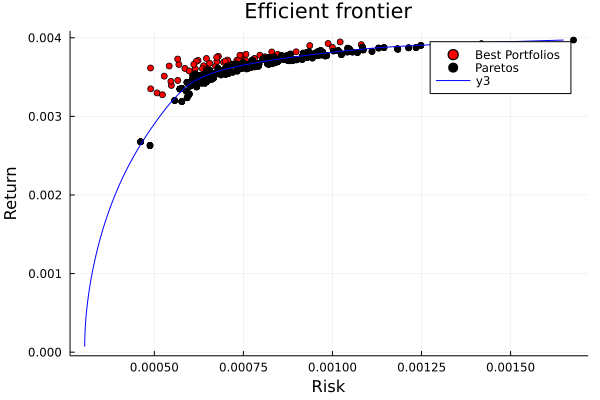 Efficient frontier
Return
0.004
0.003
0.002
0.001
0.000
Best Portfolios
Paretos
y3
0.00050
0.00075
0.00100
0.00125
0.00150
Risk